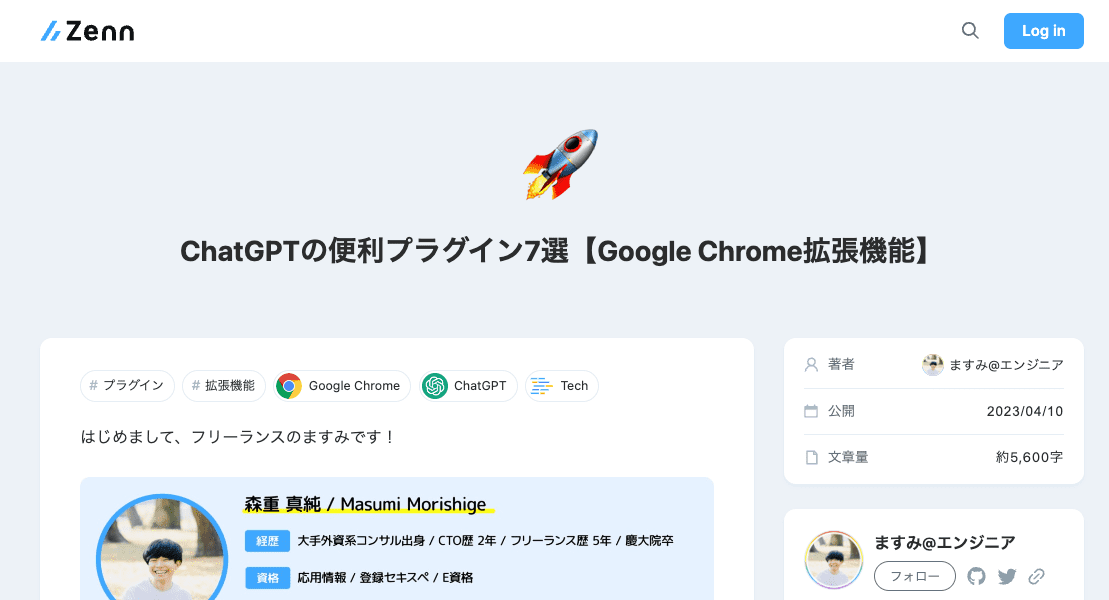 Zenn
Log in
ChatGPTの便利プラグイン7選【Google Chrome拡張機能】
# プラグイン
# 拡張機能
Google Chrome
ChatGPT
Tech
はじめまして、フリーランスのますみです！
森重 真純 / Masumi Morishige
経歴 大手外資系コンサル出身 / CTO歴 2年 / フリーランス歴 5年 / 慶大院卒
資格 応用情報 / 登録セキスペ / E資格
著者 ますみ@エンジニア
公開 2023/04/10
文章量 約5,600字
ますみ@エンジニア
フォロー